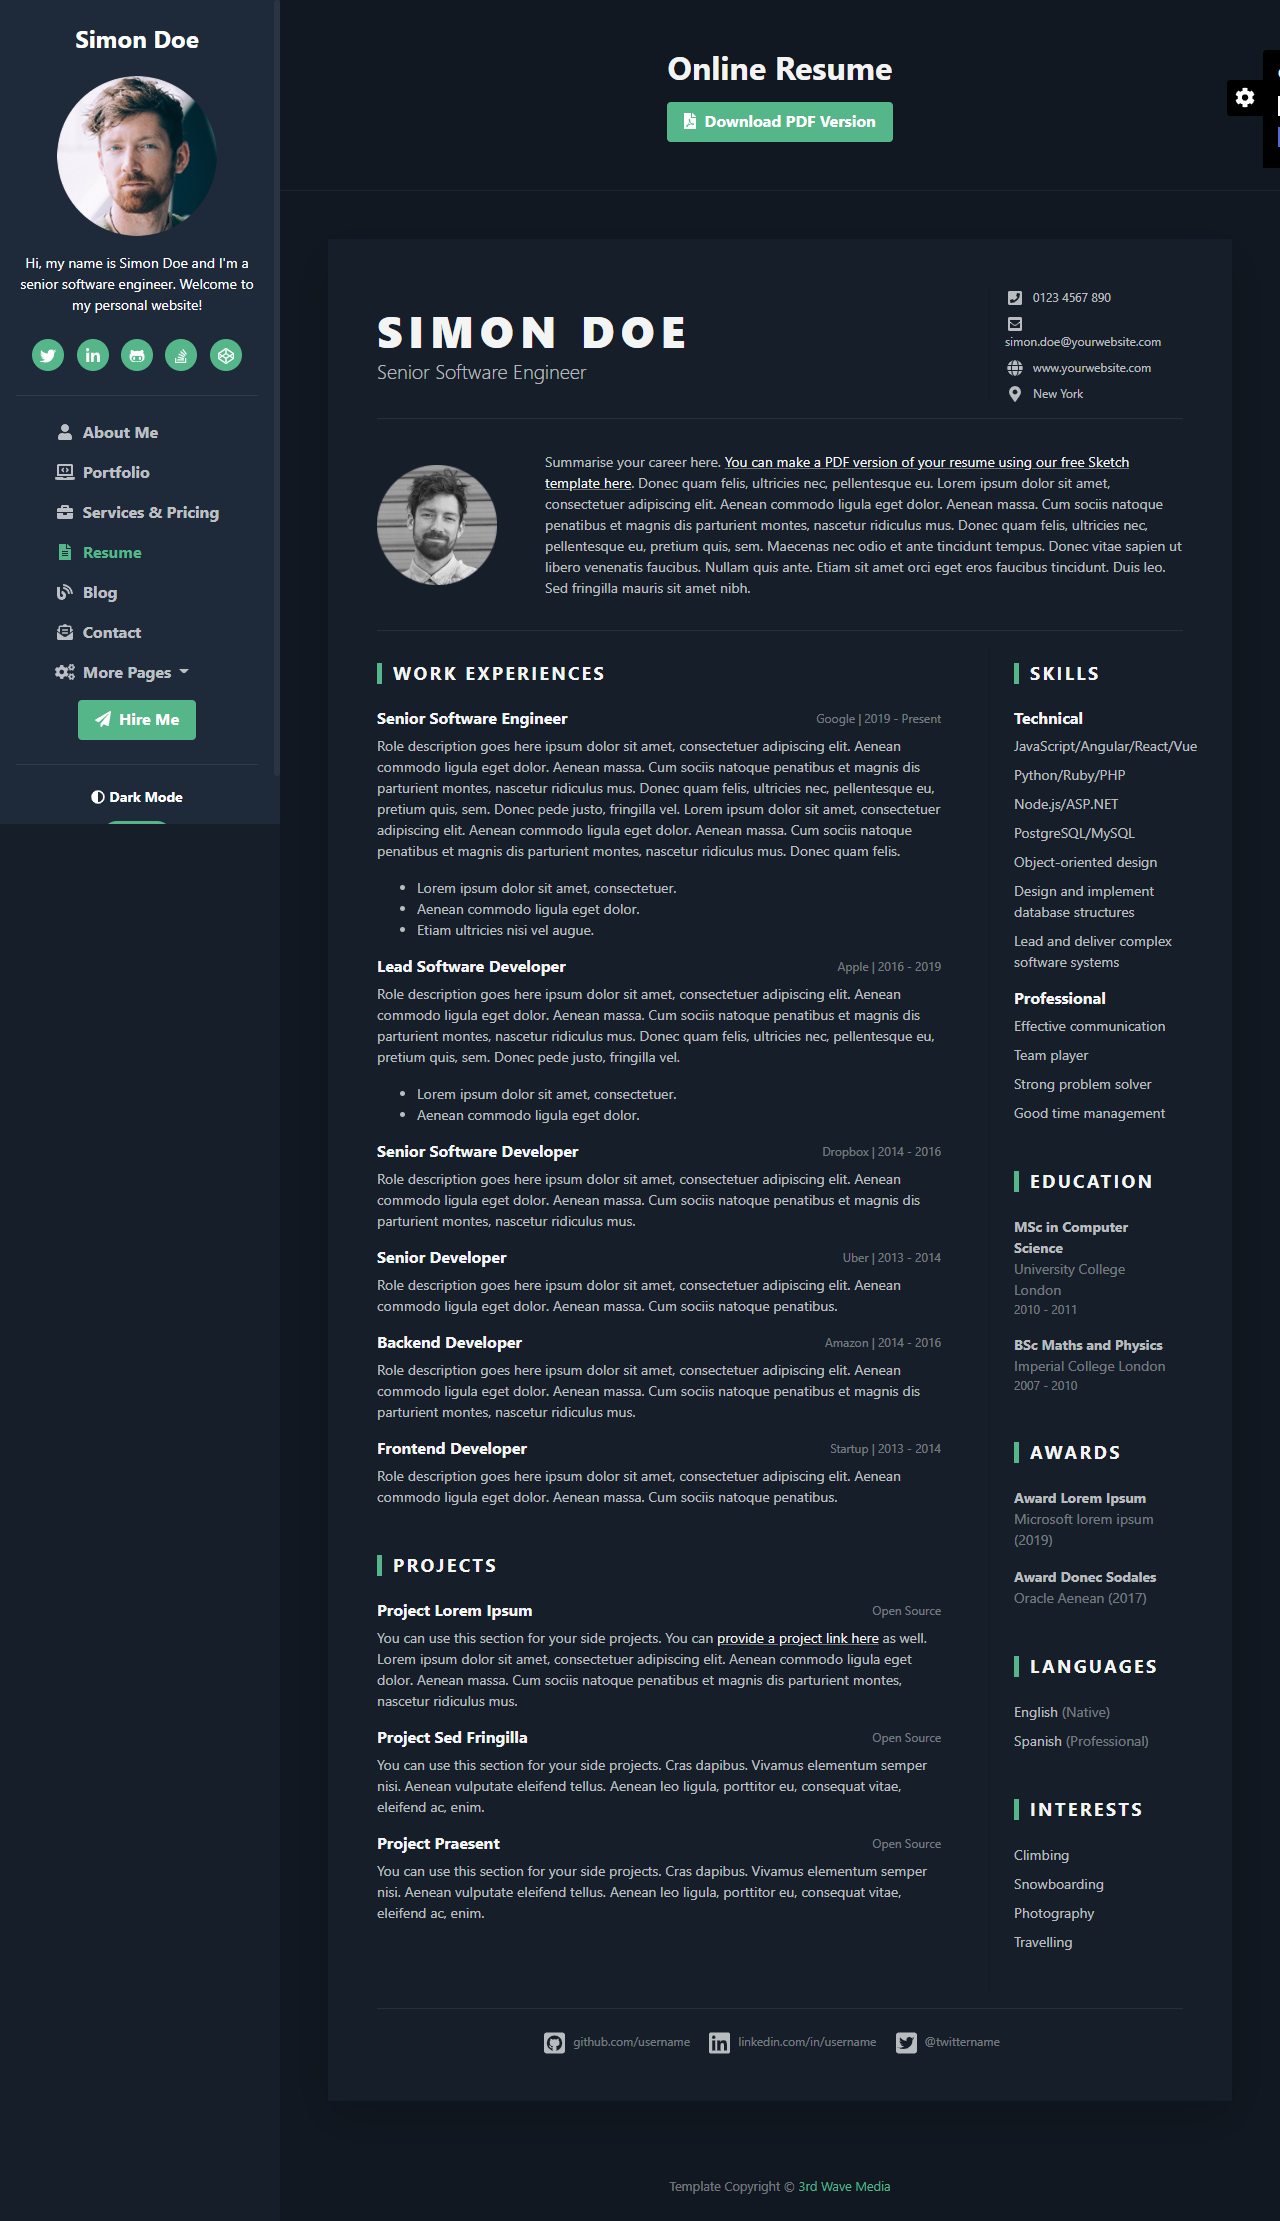 Simon Doe
Hi, my name is Simon Doe and I'm a
senior software engineer. Welcome to
my personal website!
About Me
Portfolio
Services & Pricing
Resume
Blog
Contact
More Pages
Hire Me
Dark Mode
Online Resume
Download PDF Version
SIMON DOE
Senior Software Engineer
0123 4567 890
simon.doe@yourwebsite.com
www.yourwebsite.com
New York
Summarise your career here. You can make a PDF version of your resume using our free Sketch
template here. Donec quam felis, ultricies nec, pellentesque eu. Lorem ipsum dolor sit amet,
consectetuer adipiscing elit. Aenean commodo ligula eget dolor. Aenean massa. Cum sociis natoque
penatibus et magnis dis parturient montes, nascetur ridiculus mus. Donec quam felis, ultricies nec,
pellentesque eu, pretium quis, sem. Maecenas nec odio et ante tincidunt tempus. Donec vitae sapien ut
libero venenatis faucibus. Nullam quis ante. Etiam sit amet orci eget eros faucibus tincidunt. Duis leo.
Sed fringilla mauris sit amet nibh.
WORK EXPERIENCES
Senior Software Engineer
Google | 2019 - Present
Role description goes here ipsum dolor sit amet, consectetuer adipiscing elit. Aenean
commodo ligula eget dolor. Aenean massa. Cum sociis natoque penatibus et magnis dis
parturient montes, nascetur ridiculus mus. Donec quam felis, ultricies nec, pellentesque eu,
pretium quis, sem. Donec pede justo, fringilla vel. Lorem ipsum dolor sit amet, consectetuer
adipiscing elit. Aenean commodo ligula eget dolor. Aenean massa. Cum sociis natoque
penatibus et magnis dis parturient montes, nascetur ridiculus mus. Donec quam felis.
Lorem ipsum dolor sit amet, consectetuer.
Aenean commodo ligula eget dolor.
Etiam ultricies nisi vel augue.
Lead Software Developer
Apple | 2016 - 2019
Role description goes here ipsum dolor sit amet, consectetuer adipiscing elit. Aenean
commodo ligula eget dolor. Aenean massa. Cum sociis natoque penatibus et magnis dis
parturient montes, nascetur ridiculus mus. Donec quam felis, ultricies nec, pellentesque eu,
pretium quis, sem. Donec pede justo, fringilla vel.
Lorem ipsum dolor sit amet, consectetuer.
Aenean commodo ligula eget dolor.
Senior Software Developer
Dropbox | 2014 - 2016
Role description goes here ipsum dolor sit amet, consectetuer adipiscing elit. Aenean
commodo ligula eget dolor. Aenean massa. Cum sociis natoque penatibus et magnis dis
parturient montes, nascetur ridiculus mus.
Senior Developer
Uber | 2013 - 2014
Role description goes here ipsum dolor sit amet, consectetuer adipiscing elit. Aenean
commodo ligula eget dolor. Aenean massa. Cum sociis natoque penatibus.
Backend Developer
Amazon | 2014 - 2016
Role description goes here ipsum dolor sit amet, consectetuer adipiscing elit. Aenean
commodo ligula eget dolor. Aenean massa. Cum sociis natoque penatibus et magnis dis
parturient montes, nascetur ridiculus mus.
Frontend Developer
Startup | 2013 - 2014
Role description goes here ipsum dolor sit amet, consectetuer adipiscing elit. Aenean
commodo ligula eget dolor. Aenean massa. Cum sociis natoque penatibus.
PROJECTS
Project Lorem Ipsum
Open Source
You can use this section for your side projects. You can provide a project link here as well.
Lorem ipsum dolor sit amet, consectetuer adipiscing elit. Aenean commodo ligula eget
dolor. Aenean massa. Cum sociis natoque penatibus et magnis dis parturient montes,
nascetur ridiculus mus.
Project Sed Fringilla
Open Source
You can use this section for your side projects. Cras dapibus. Vivamus elementum semper
nisi. Aenean vulputate eleifend tellus. Aenean leo ligula, porttitor eu, consequat vitae,
eleifend ac, enim.
Project Praesent
Open Source
You can use this section for your side projects. Cras dapibus. Vivamus elementum semper
nisi. Aenean vulputate eleifend tellus. Aenean leo ligula, porttitor eu, consequat vitae,
eleifend ac, enim.
SKILLS
Technical
JavaScript/Angular/React/Vue
Python/Ruby/PHP
Node.js/ASP.NET
PostgreSQL/MySQL
Object-oriented design
Design and implement
database structures
Lead and deliver complex
software systems
Professional
Effective communication
Team player
Strong problem solver
Good time management
EDUCATION
MSc in Computer
Science
University College
London
2010 - 2011
BSc Maths and Physics
Imperial College London
2007 - 2010
AWARDS
Award Lorem Ipsum
Microsoft lorem ipsum
(2019)
Award Donec Sodales
Oracle Aenean (2017)
LANGUAGES
English (Native)
Spanish (Professional)
INTERESTS
Climbing
Snowboarding
Photography
Travelling
github.com/username
linkedin.com/in/username
@twittername
Template Copyright © 3rd Wave Media